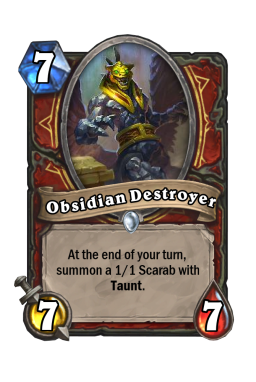 7
Obsidian Destroyer
At the end of your turn,
summon a 1/1 Scarab with
Taunt.
7 7